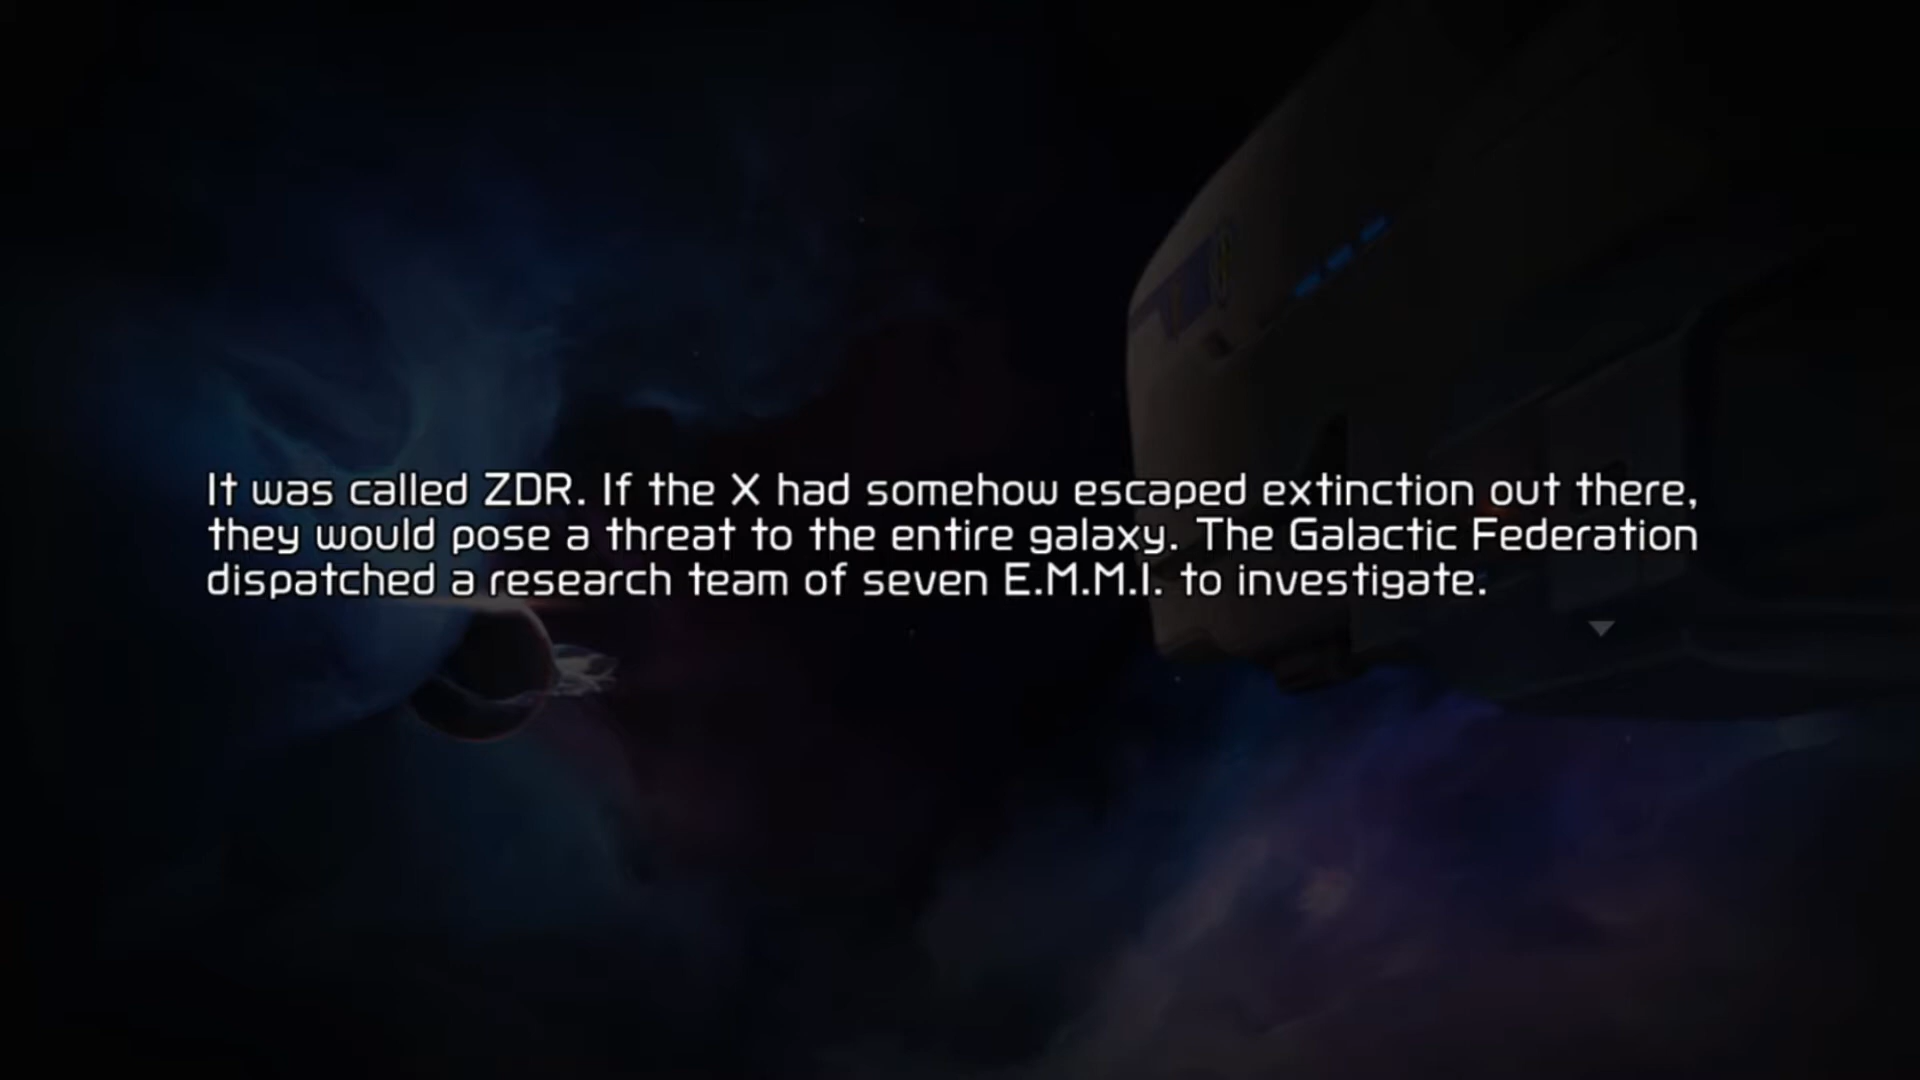 It was called ZDR. If the X had somehow escaped extinction out there,
they would pose a threat to the entire galaxy. The Galactic Federation
dispatched a research team of seven E.M.M.I. to investigate.